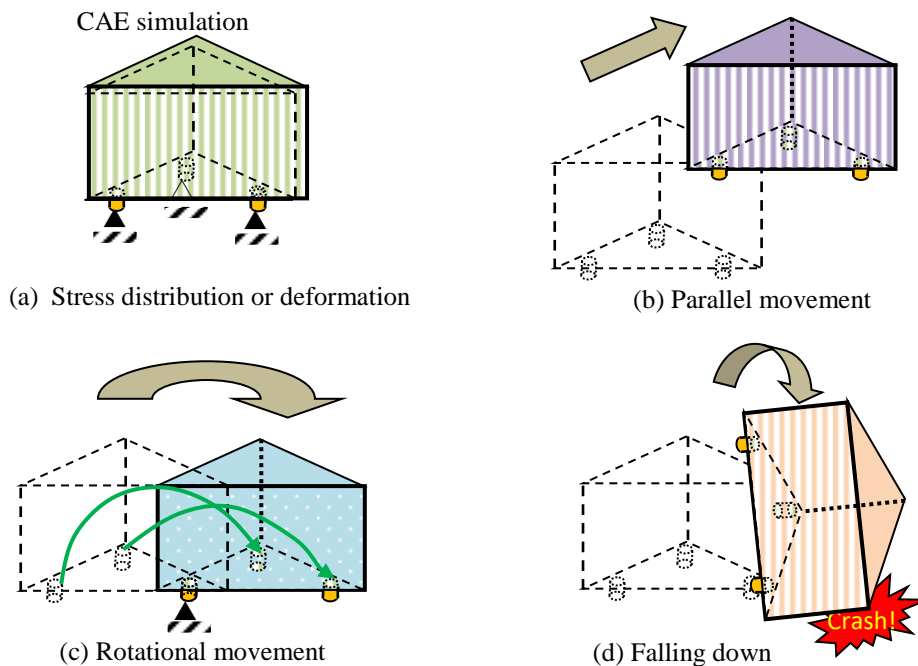 CAE simulation
(a) Stress distribution or deformation
(b) Parallel movement
Crash!
(c) Rotational movement
(d) Falling down